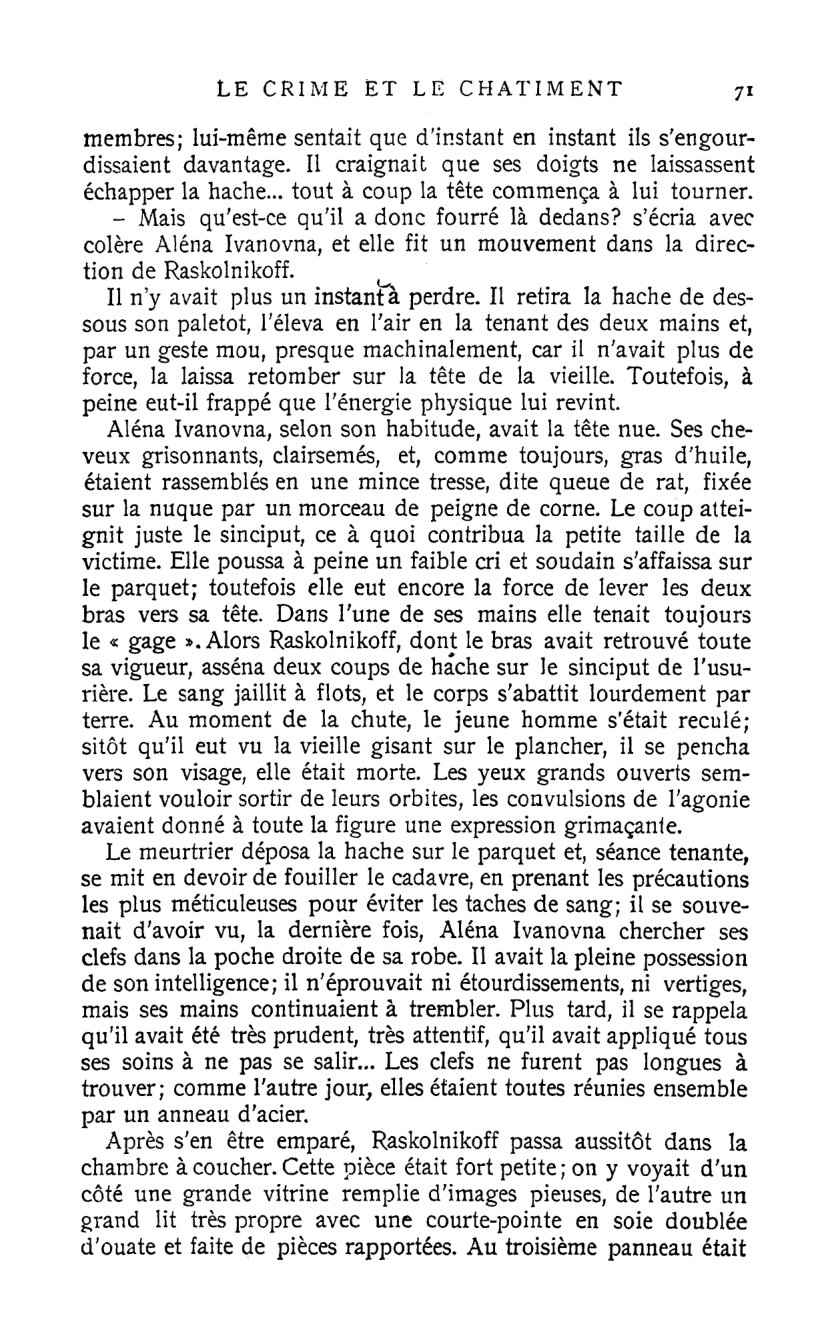 LE CRIME ET LE CHATIMENT 71
membres; lui-même sentait que d'instant en instant ils s'engour-
dissaient davantage. Il craignait que ses doigts ne laissassent
échapper la hache... tout à coup la tête commença à lui tourner.
– Mais qu'est-ce qu'il a donc fourré là dedans? s'écria avec
colère Aléna Ivanovna, et elle fit un mouvement dans la direc-
tion de Raskolnikoff.
Il n'y avait plus un instant à perdre. Il retira la hache de des-
sous son paletot, l'éleva en l'air en la tenant des deux mains et,
par un geste mou, presque machinalement, car il n'avait plus de
force, la laissa retomber sur la tête de la vieille. Toutefois, à
peine eut-il frappé que l'énergie physique lui revint.
Aléna Ivanovna, selon son habitude, avait la tête nue. Ses che-
veux grisonnants, clairsemés, et, comme toujours, gras d'huile,
étaient rassemblés en une mince tresse, dite queue de rat, fixée
sur la nuque par un morceau de peigne de corne. Le coup attei-
gnit juste le sinciput, ce à quoi contribua la petite taille de la
victime. Elle poussa à peine un faible cri et soudain s'affaissa sur
le parquet; toutefois elle eut encore la force de lever les deux
bras vers sa tête. Dans l'une de ses mains elle tenait toujours
le « gage ». Alors Raskolnikoff, dont le bras avait retrouvé toute
sa vigueur, asséna deux coups de hache sur le sinciput de l'usu-
rière. Le sang jaillit à flots, et le corps s'abattit lourdement par
terre. Au moment de la chute, le jeune homme s'était reculé;
sitôt qu'il eut vu la vieille gisant sur le plancher, il se pencha
vers son visage, elle était morte. Les yeux grands ouverts sem-
blaient vouloir sortir de leurs orbites, les convulsions de l'agonie
avaient donné à toute la figure une expression grimaçante.
Le meurtrier déposa la hache sur le parquet et, séance tenante,
se mit en devoir de fouiller le cadavre, en prenant les précautions
les plus méticuleuses pour éviter les taches de sang; il se souve-
nait d'avoir vu, la dernière fois, Aléna Ivanovna chercher ses
clefs dans la poche droite de sa robe. Il avait la pleine possession
de son intelligence; il n'éprouvait ni étourdissements, ni vertiges,
mais ses mains continuaient à trembler. Plus tard, il se rappela
qu'il avait été très prudent, très attentif, qu'il avait appliqué tous
ses soins à ne pas se salir... Les clefs ne furent pas longues à
trouver; comme l'autre jour, elles étaient toutes réunies ensemble
par un anneau d'acier.
Après s'en être emparé, Raskolnikoff passa aussitôt dans la
chambre à coucher. Cette pièce était fort petite; on y voyait d'un
côté une grande vitrine remplie d'images pieuses, de l'autre un
grand lit très propre avec une courte-pointe en soie doublée
d'ouate et faite de pièces rapportées. Au troisième panneau était